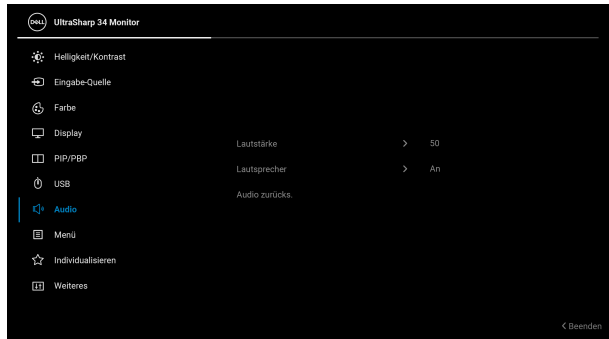 DELL UltraSharp 34 Monitor
Helligkeit/Kontrast
Eingabe-Quelle
Farbe
Display
Lautstärke 50
PIP/PBP
Lautsprecher An
USB
Audio zurücks.
Audio
Menü
Individualisieren
Weiteres
Beenden